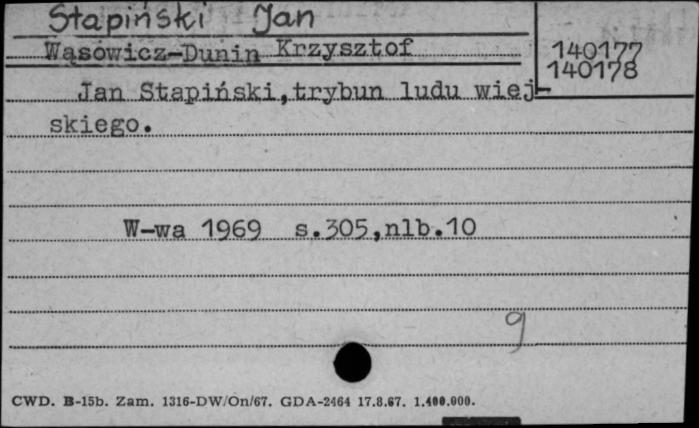 Stapiński Jan
Wąsowicz-Dunin Krzysztof
140177
140178
Jan Stapiński,trybun ludu wiej-
skiego.
W-wa 1969 s.305,nlb.10
9
CWD. B-15b. Zam. 1316-DW/On/67. GDA-2464 17.8.67. 1.400.000.